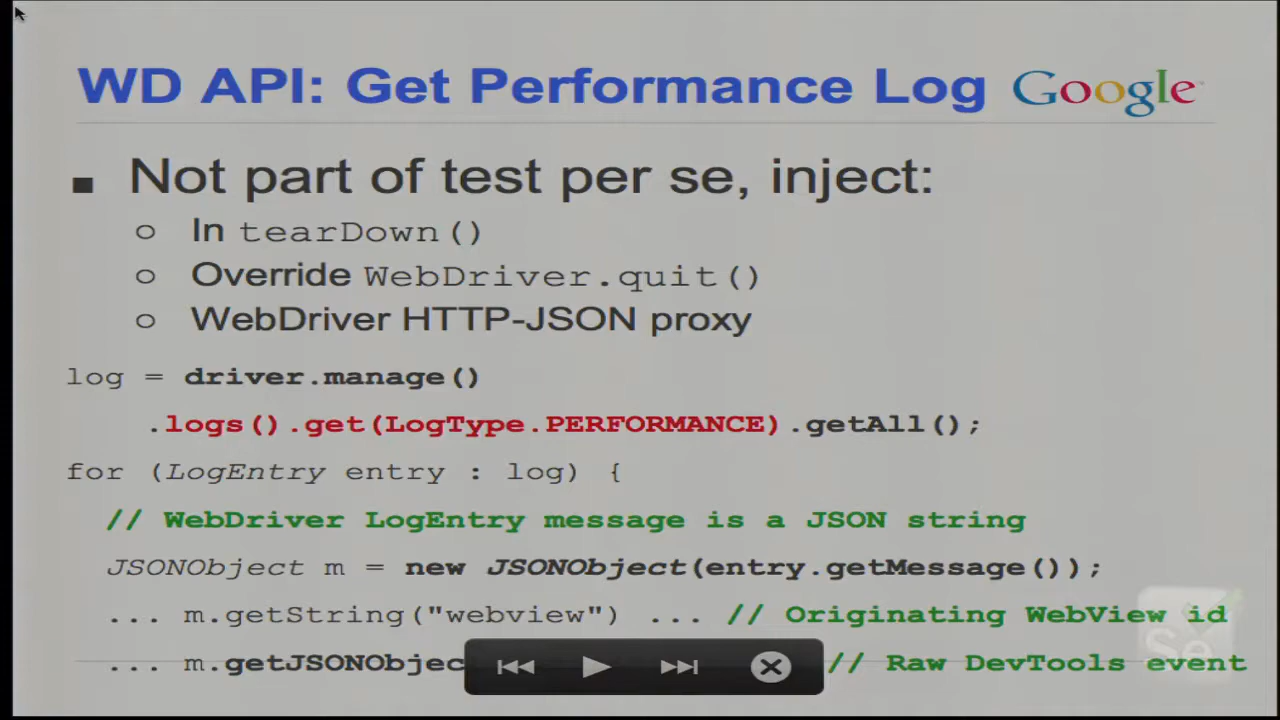 WD API: Get Performance Log Google
■ Not part of test per se, inject:
○ In tearDown()
○ Override WebDriver.quit()
○ WebDriver HTTP-JSON proxy
log = driver.manage()
.logs().get(LogType.PERFORMANCE).getAll();
for (LogEntry entry : log) {
// WebDriver LogEntry message is a JSON string
JSONObject m = new JSONObject(entry.getMessage());
... m.getString("webview") ... // Originating WebView id
... m.getJSONObjec // Raw DevTools event
Se